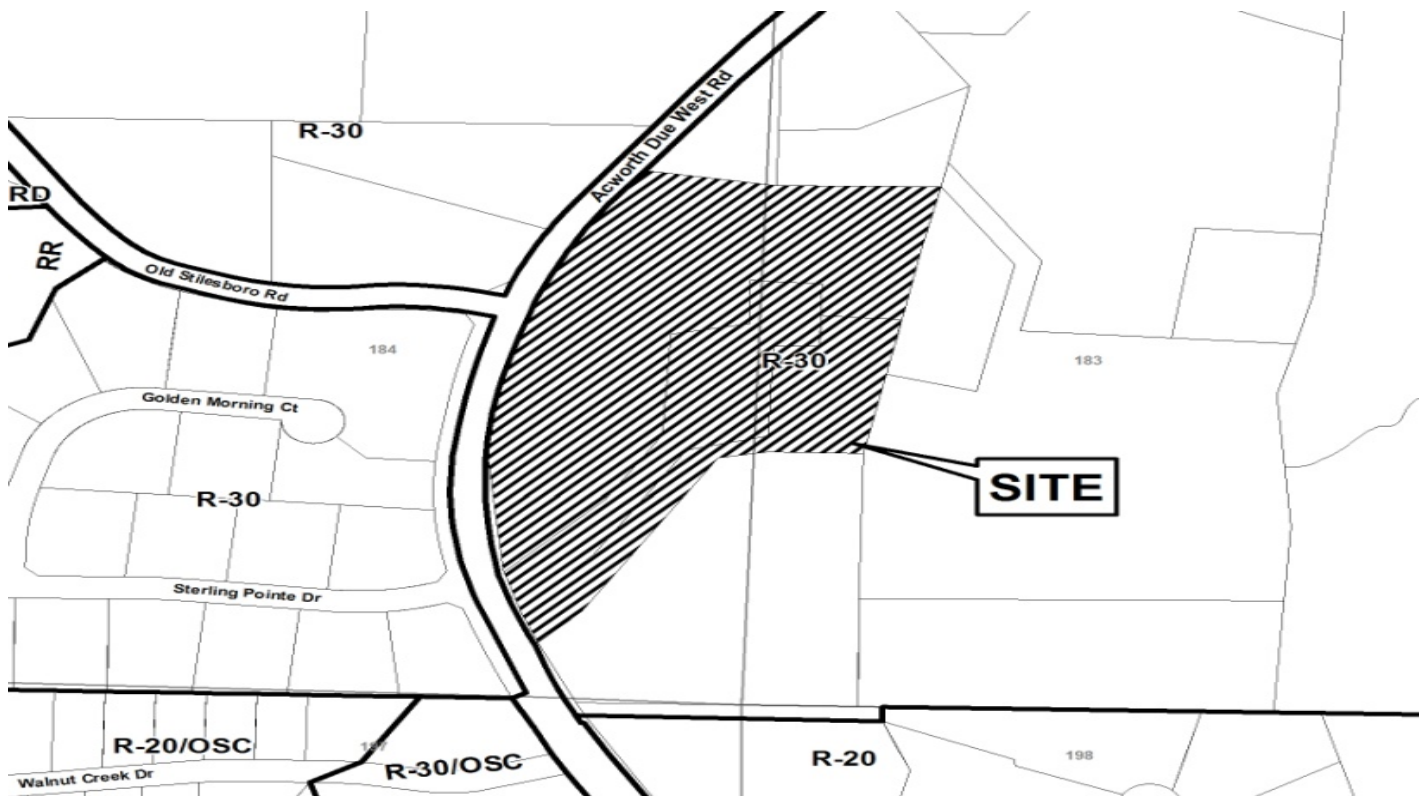 Acworth Due West Rd
R-30
RD
RR
Old Stilesboro Rd
184
R-30
183
Golden Morning Ct
SITE
R-30
Sterling Pointe Dr
R-20/OSC
197
R-30/OSC
R-20
198
Walnut Creek Dr